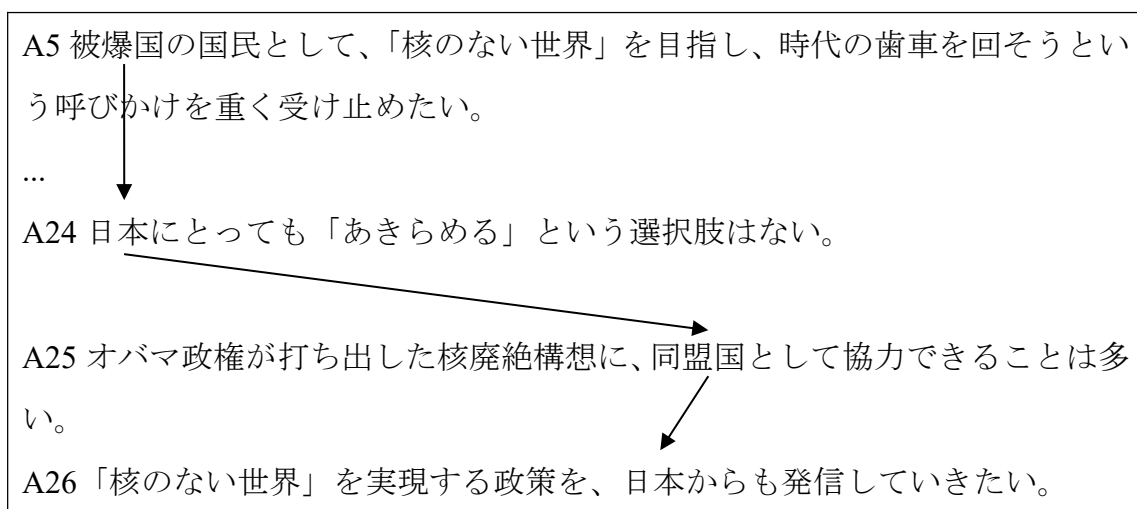 A5 被爆国の国民として、「核のない世界」を目指し、時代の歯車を回そうとい
う呼びかけを重く受け止めたい。
...
A24 日本にとっても「あきらめる」という選択肢はない。
A25 オバマ政権が打ち出した核廃絶構想に、同盟国として協力できることは多
い。
A26「核のない世界」を実現する政策を、日本からも発信していきたい。